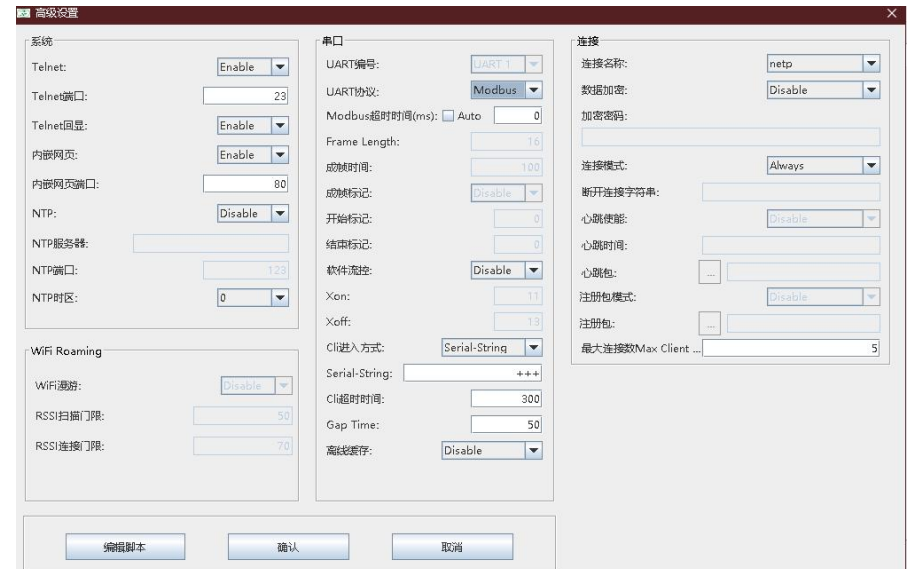 高级设置
系统
Telnet: Enable
Telnet端口: 23
Telnet回显: Enable
内嵌网页: Enable
内嵌网页端口: 80
NTP: Disable
NTP服务器:
NTP端口: 123
NTP时区: 0
WiFi Roaming
WiFi漫游: Disable
RSSI扫描门限: 50
RSSI连接门限: 70
串口
UART编号: UART 1
UART协议: Modbus
Modbus超时时间(ms): Auto 0
Frame Length: 16
成帧时间: 100
成帧标记: Disable
开始标记: 0
结束标记: 0
软件流控: Disable
Xon: 11
Xoff: 13
Cli进入方式: Serial-String
Serial-String: +++
Cli超时时间: 300
Gap Time: 50
离线缓存: Disable
连接
连接名称: netp
数据加密: Disable
加密密码:
连接模式: Always
断开连接字符串:
心跳使能: Disable
心跳时间:
心跳包: ...
注册包模式: Disable
注册包: ...
最大连接数Max Client ... 5
编辑脚本 确认 取消